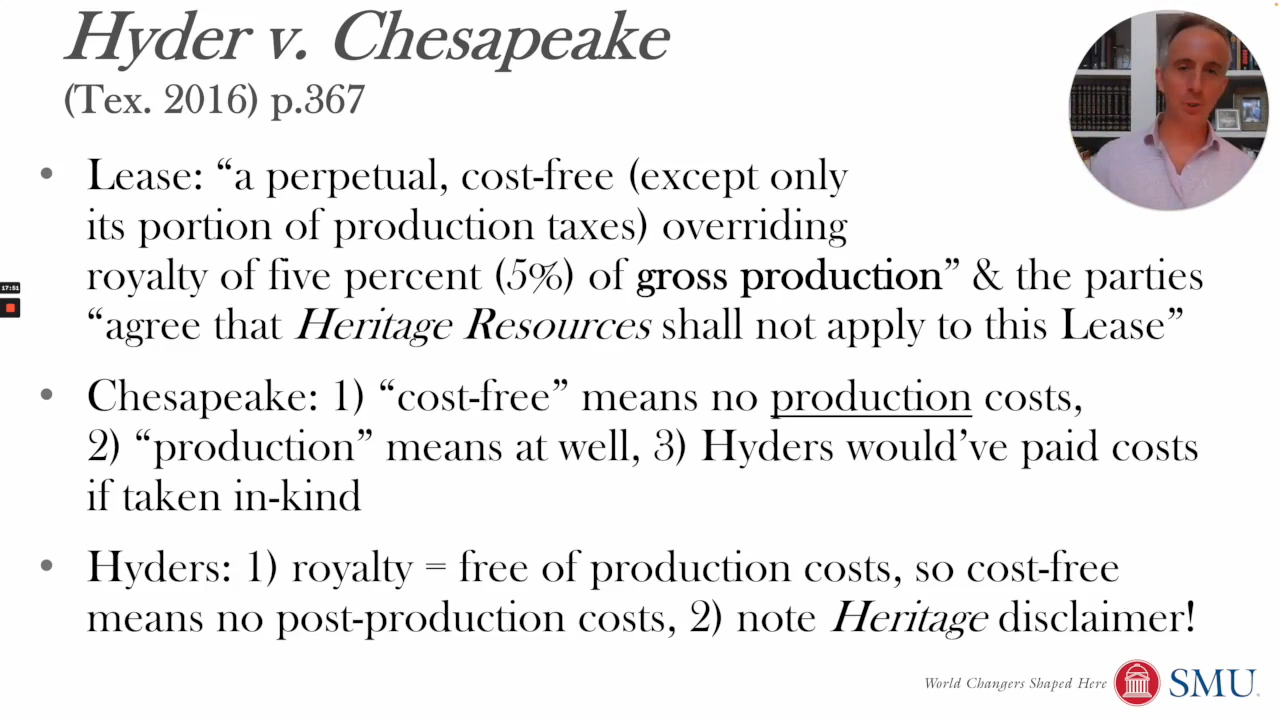 Hyder v. Chesapeake
(Tex. 2016) p.367
• Lease: “a perpetual, cost-free (except only
its portion of production taxes) overriding
royalty of five percent (5%) of gross production” & the parties
“agree that Heritage Resources shall not apply to this Lease”
17:51
• Chesapeake: 1) “cost-free” means no production costs,
2) “production” means at well, 3) Hyders would’ve paid costs
if taken in-kind
• Hyders: 1) royalty = free of production costs, so cost-free
means no post-production costs, 2) note Heritage disclaimer!
World Changers Shaped Here
SMU